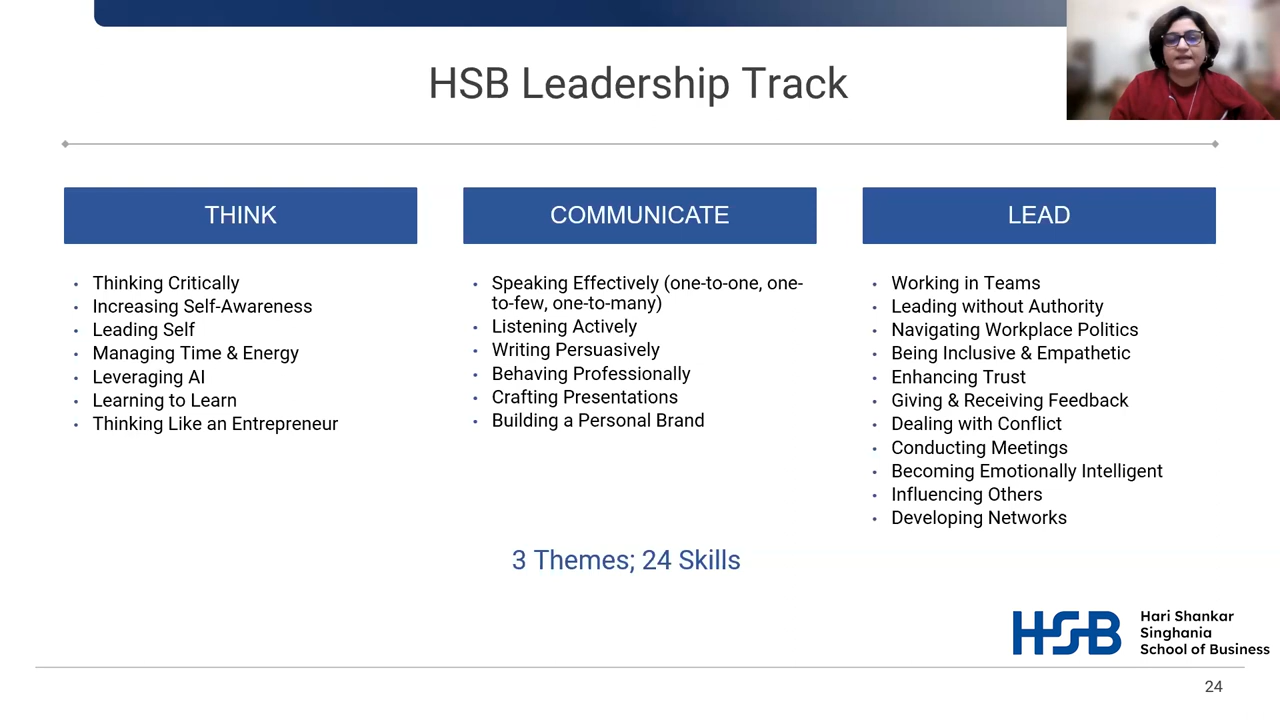 HSB Leadership Track
THINK
• Thinking Critically
• Increasing Self-Awareness
• Leading Self
• Managing Time & Energy
• Leveraging AI
• Learning to Learn
• Thinking Like an Entrepreneur
COMMUNICATE
• Speaking Effectively (one-to-one, one-
to-few, one-to-many)
• Listening Actively
• Writing Persuasively
• Behaving Professionally
• Crafting Presentations
• Building a Personal Brand
LEAD
• Working in Teams
• Leading without Authority
• Navigating Workplace Politics
• Being Inclusive & Empathetic
• Enhancing Trust
• Giving & Receiving Feedback
• Dealing with Conflict
• Conducting Meetings
• Becoming Emotionally Intelligent
• Influencing Others
• Developing Networks
3 Themes; 24 Skills
HSB
Hari Shankar
Singhania
School of Business
24